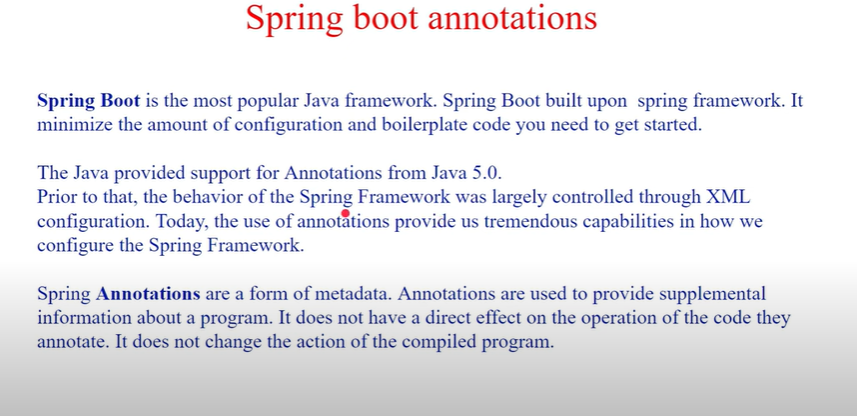 Spring boot annotations
Spring Boot is the most popular Java framework. Spring Boot built upon spring framework. It
minimize the amount of configuration and boilerplate code you need to get started.
The Java provided support for Annotations from Java 5.0.
Prior to that, the behavior of the Spring Framework was largely controlled through XML
configuration. Today, the use of annotations provide us tremendous capabilities in how we
configure the Spring Framework.
Spring Annotations are a form of metadata. Annotations are used to provide supplemental
information about a program. It does not have a direct effect on the operation of the code they
annotate. It does not change the action of the compiled program.